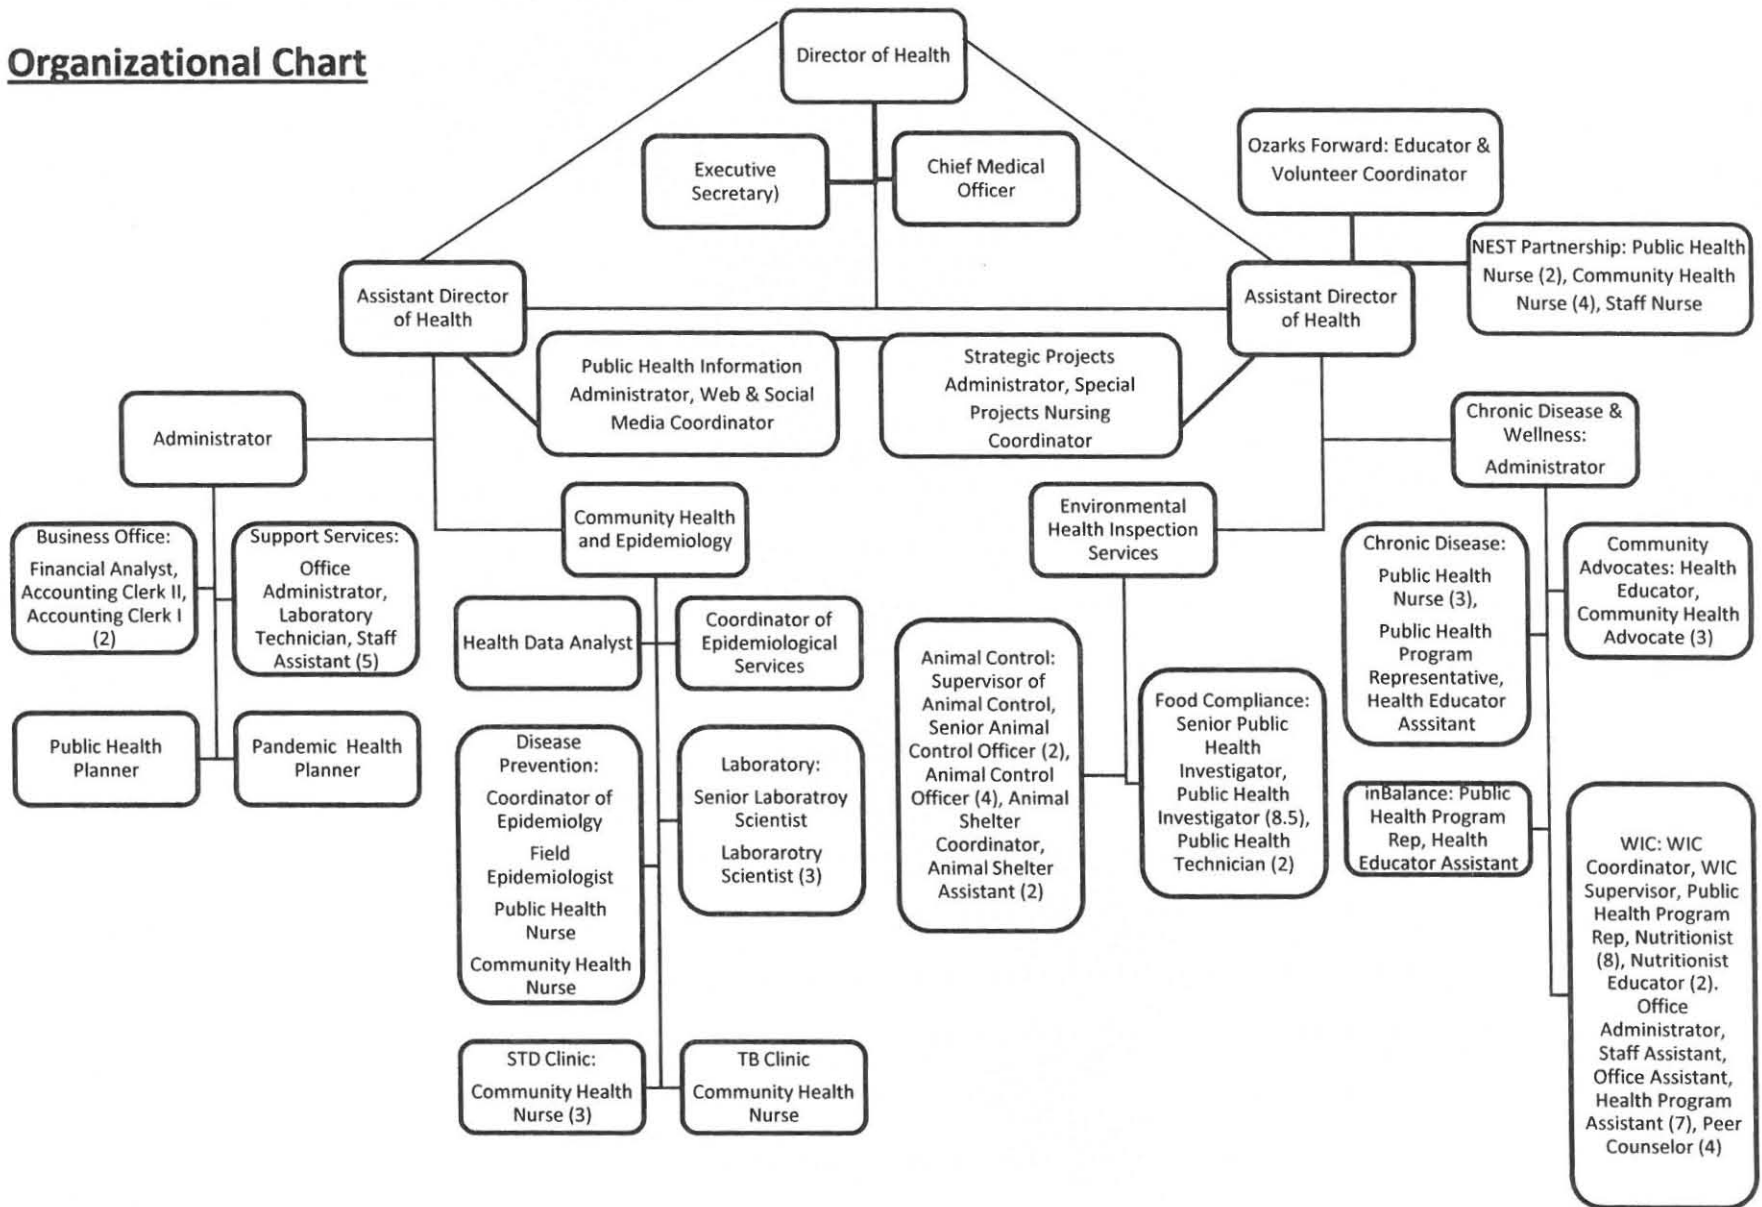 Organizational Chart
Director of Health
Executive
Secretary)
Chief Medical
Officer
Ozarks Forward: Educator &
Volunteer Coordinator
NEST Partnership: Public Health
Nurse (2), Community Health
Nurse (4), Staff Nurse
Assistant Director
of Health
Assistant Director
of Health
Public Health Information
Administrator, Web & Social
Media Coordinator
Strategic Projects
Administrator, Special
Projects Nursing
Coordinator
Administrator
Chronic Disease &
Wellness:
Administrator
Community Health
and Epidemiology
Environmental
Health Inspection
Services
Business Office:
Financial Analyst,
Accounting Clerk II,
Accounting Clerk I
(2)
Support Services:
Office
Administrator,
Laboratory
Technician, Staff
Assistant (5)
Public Health
Planner
Pandemic Health
Planner
Health Data Analyst
Coordinator of
Epidemiological
Services
Disease
Prevention:
Coordinator of
Epidemiolgy
Field
Epidemiologist
Public Health
Nurse
Community Health
Nurse
Laboratory:
Senior Laboratroy
Scientist
Laborarotry
Scientist (3)
STD Clinic:
Community Health
Nurse (3)
TB Clinic
Community Health
Nurse
Animal Control:
Supervisor of
Animal Control,
Senior Animal
Control Officer (2),
Animal Control
Officer (4), Animal
Shelter
Coordinator,
Animal Shelter
Assistant (2)
Food Compliance:
Senior Public
Health
Investigator,
Public Health
Investigator (8.5),
Public Health
Technician (2)
Chronic Disease:
Public Health
Nurse (3),
Public Health
Program
Representative,
Health Educator
Asssitant
Community
Advocates: Health
Educator,
Community Health
Advocate (3)
inBalance: Public
Health Program
Rep, Health
Educator Assistant
WIC: WIC
Coordinator, WIC
Supervisor, Public
Health Program
Rep, Nutritionist
(8), Nutritionist
Educator (2).
Office
Administrator,
Staff Assistant,
Office Assistant,
Health Program
Assistant (7), Peer
Counselor (4)